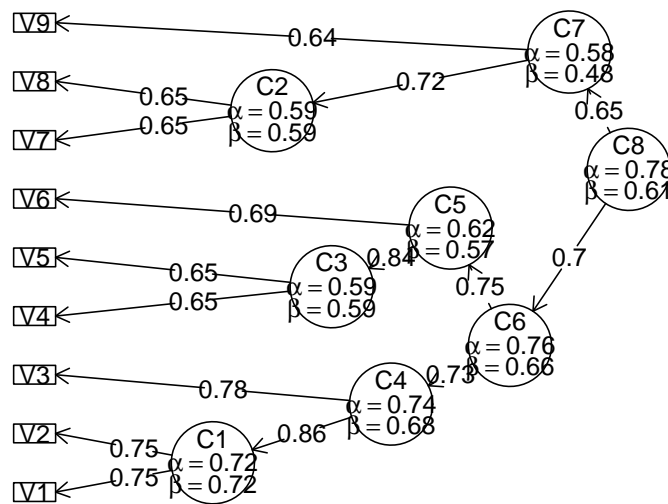 V9
V8
V7
V6
V5
V4
V3
V2
V1
C7
α = 0.58
β = 0.48
C2
α = 0.59
β = 0.59
C8
α = 0.78
β = 0.61
C5
α = 0.62
β = 0.57
C3
α = 0.59
β = 0.59
C6
α = 0.76
β = 0.66
C4
α = 0.74
β = 0.68
C1
α = 0.72
β = 0.72
0.64
0.72
0.65
0.65
0.65
0.69
0.84
0.7
0.65
0.65
0.75
0.73
0.78
0.86
0.75
0.75